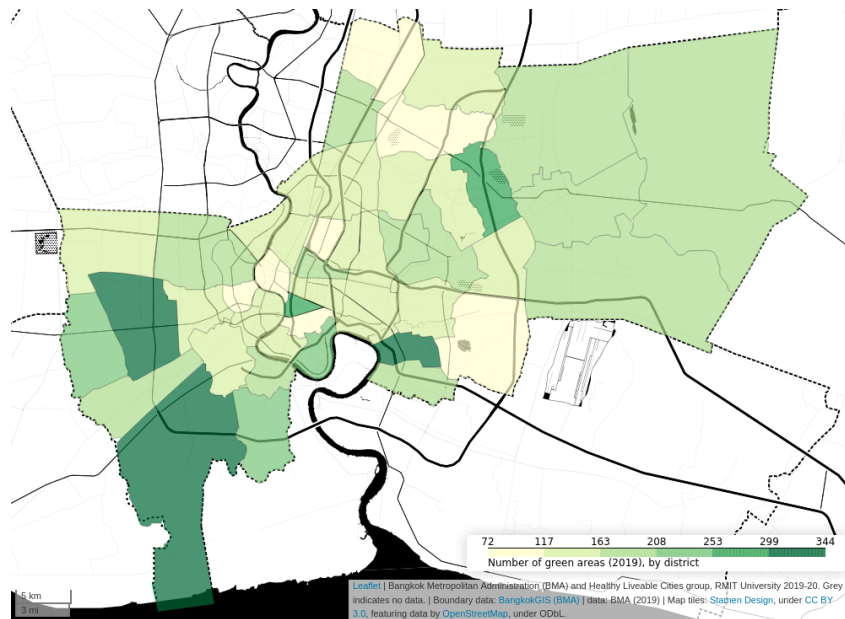 72 117 163 208 253 299 344
Number of green areas (2019), by district
5 km
3 mi
Leaflet | Bangkok Metropolitan Administration (BMA) and Healthy Liveable Cities group, RMIT University 2019-20. Grey
indicates no data. | Boundary data: BangkokGIS (BMA) | data: BMA (2019) | Map tiles: Stamen Design, under CC BY
3.0, featuring data by OpenStreetMap, under ODbL.